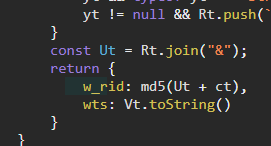 yt != null && Rt.push(`
}
const Ut = Rt.join("&");
return {
w_rid: md5(Ut + ct),
wts: Vt.toString()
}
}